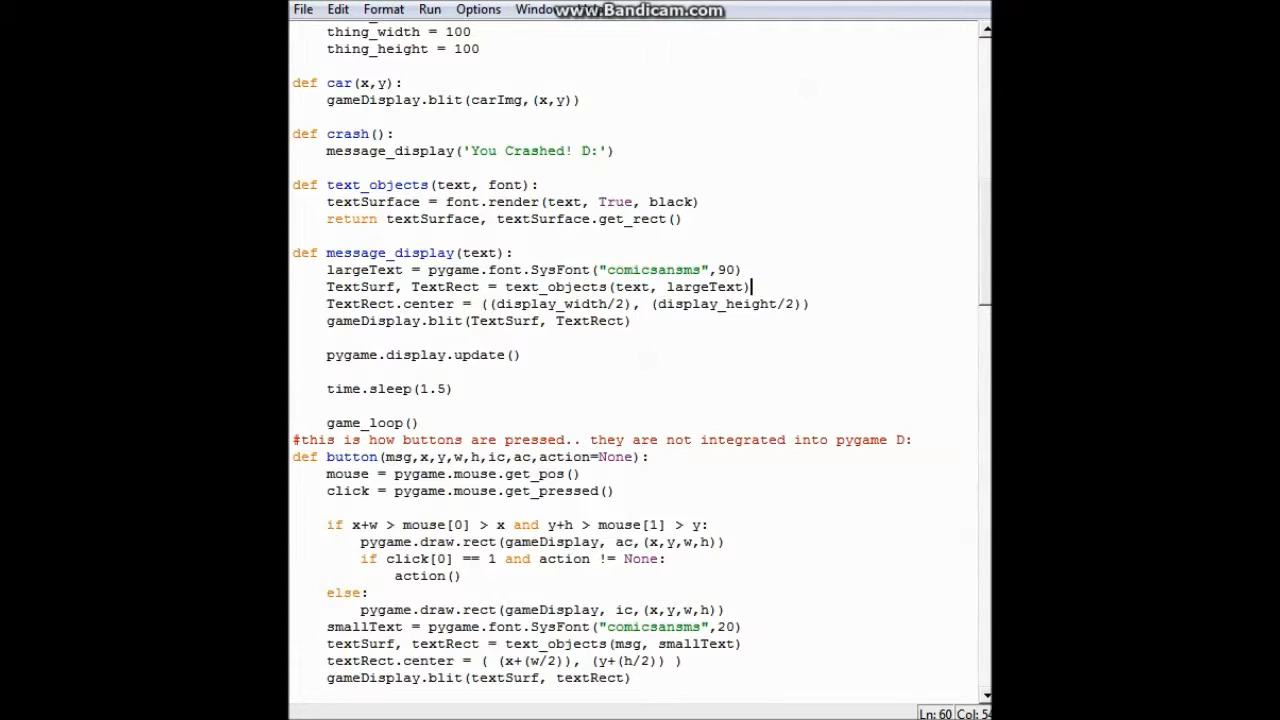 File Edit Format Run Options Window
www.Bandicam.com
thing_width = 100
thing_height = 100
def car(x,y):
gameDisplay.blit(carImg,(x,y))
def crash():
message_display('You Crashed! D:')
def text_objects(text, font):
textSurface = font.render(text, True, black)
return textSurface, textSurface.get_rect()
def message_display(text):
largeText = pygame.font.SysFont("comicsansms",90)
TextSurf, TextRect = text_objects(text, largeText)
TextRect.center = ((display_width/2), (display_height/2))
gameDisplay.blit(TextSurf, TextRect)
pygame.display.update()
time.sleep(1.5)
game_loop()
#this is how buttons are pressed.. they are not integrated into pygame D:
def button(msg,x,y,w,h,ic,ac,action=None):
mouse = pygame.mouse.get_pos()
click = pygame.mouse.get_pressed()
if x+w > mouse[0] > x and y+h > mouse[1] > y:
pygame.draw.rect(gameDisplay, ac,(x,y,w,h))
if click[0] == 1 and action != None:
action()
else:
pygame.draw.rect(gameDisplay, ic,(x,y,w,h))
smallText = pygame.font.SysFont("comicsansms",20)
textSurf, textRect = text_objects(msg, smallText)
textRect.center = ( (x+(w/2)), (y+(h/2)) )
gameDisplay.blit(textSurf, textRect)
Ln: 60 Col: 54